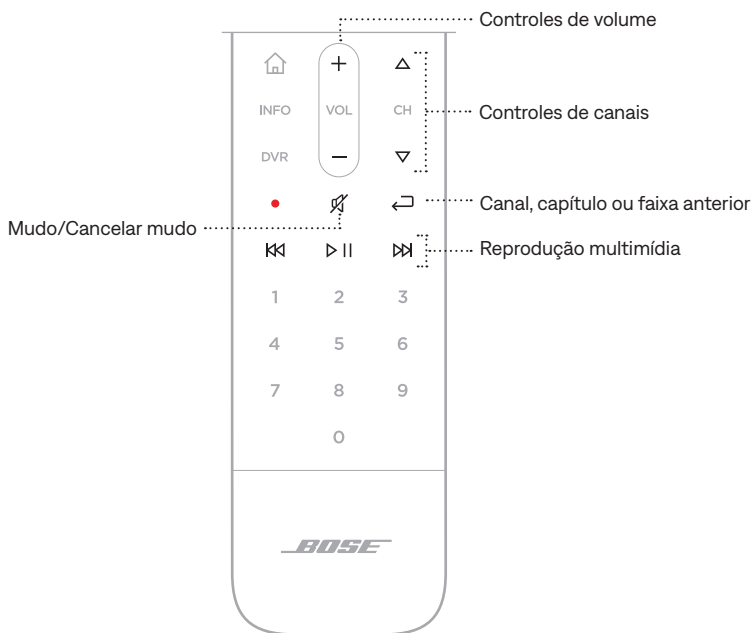 Controles de volume
INFO VOL CH
Controles de canais
DVR
Canal, capítulo ou faixa anterior
Mudo/Cancelar mudo
Reprodução multimídia
1 2 3
4 5 6
7 8 9
0
BOSE